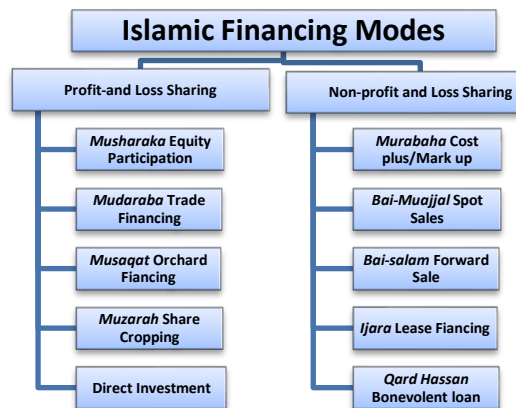 Islamic Financing Modes
Profit-and Loss Sharing
Musharaka Equity
Participation
Mudaraba Trade
Financing
Musaqat Orchard
Fiancing
Muzarah Share
Cropping
Direct Investment
Non-profit and Loss Sharing
Murabaha Cost
plus/Mark up
Bai-Muajjal Spot
Sales
Bai-salam Forward
Sale
Ijara Lease Fiancing
Qard Hassan
Bonevolent loan